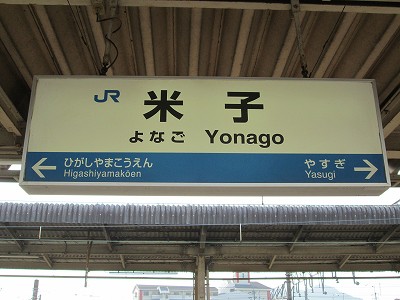 JR 米子
よなご Yonago
← ひがしやまこうえん
Higashiyamakōen
やすぎ →
Yasugi